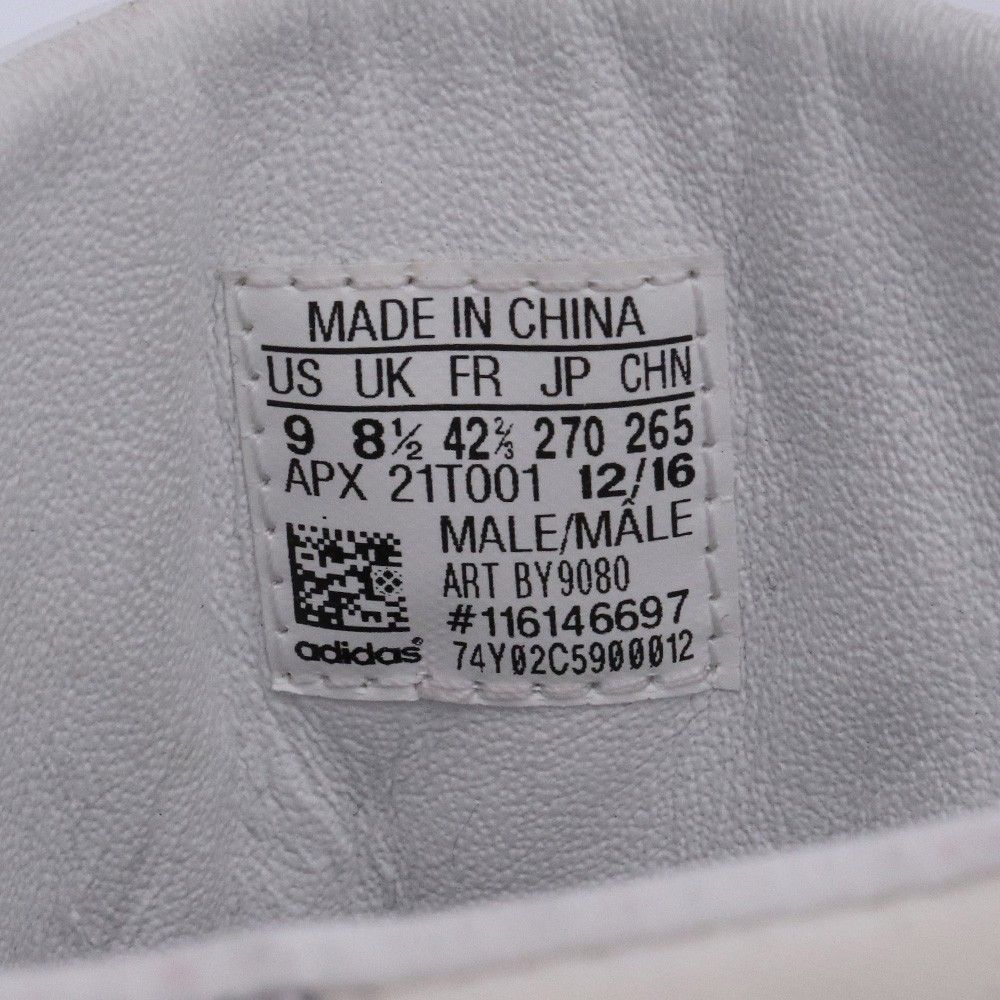 MADE IN CHINA
US UK FR JP CHN
9 8½ 42⅔ 270 265
APX 21T001 12/16
MALE/MÂLE
ART BY9080
#116146697
adidas® 74Y02C5900012